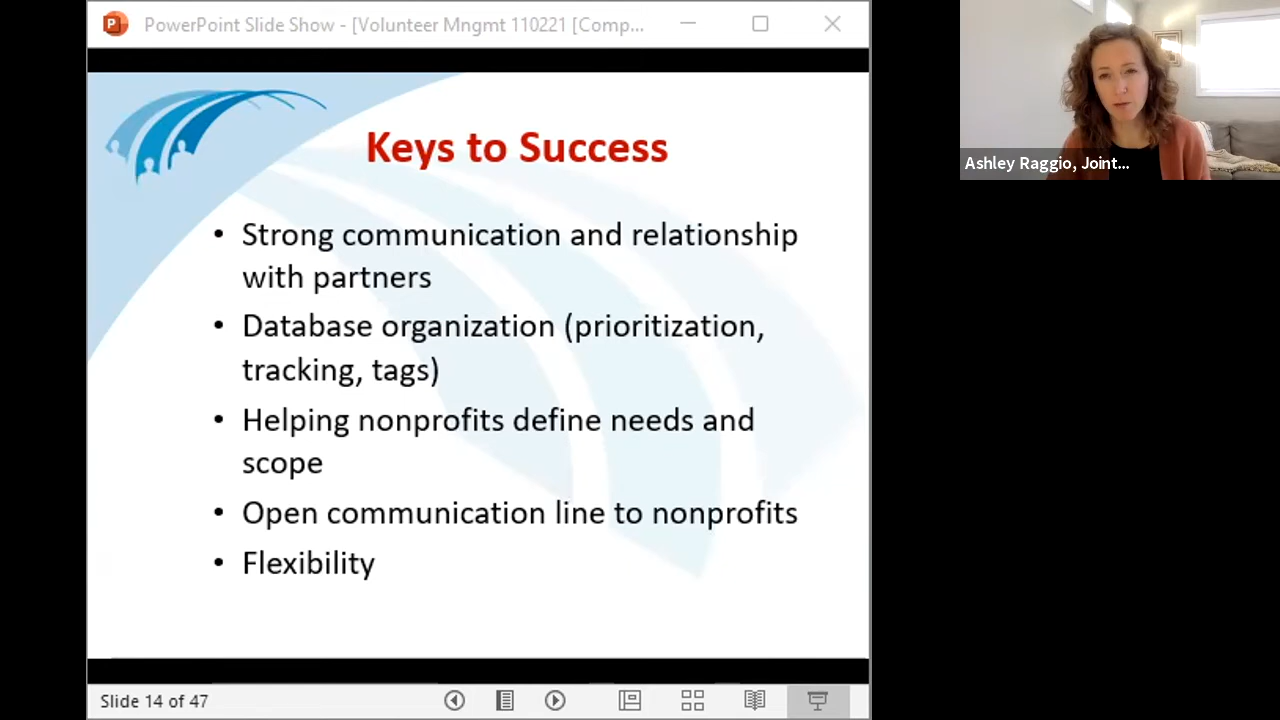 PowerPoint Slide Show - [Volunteer Mngmt 110221 [Comp...
Keys to Success
• Strong communication and relationship
with partners
• Database organization (prioritization,
tracking, tags)
• Helping nonprofits define needs and
scope
• Open communication line to nonprofits
• Flexibility
Slide 14 of 47
Ashley Raggio, Joint...